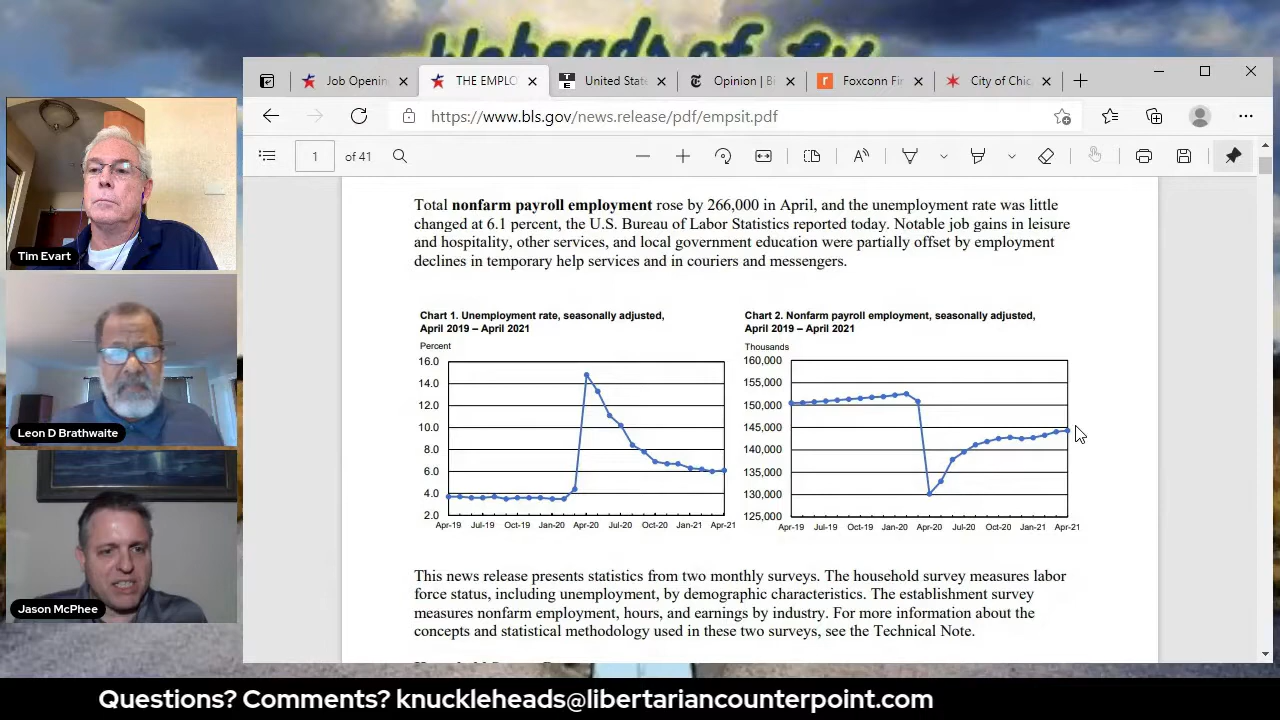 Knuckleheads of Liberty
Job Openin
THE EMPLO
United State
Opinion | Bi
Foxconn Fir
City of Chic
https://www.bls.gov/news.release/pdf/empsit.pdf
1 of 41
Total nonfarm payroll employment rose by 266,000 in April, and the unemployment rate was little
changed at 6.1 percent, the U.S. Bureau of Labor Statistics reported today. Notable job gains in leisure
and hospitality, other services, and local government education were partially offset by employment
declines in temporary help services and in couriers and messengers.
Chart 1. Unemployment rate, seasonally adjusted,
April 2019 – April 2021
Percent
16.0
14.0
12.0
10.0
8.0
6.0
4.0
2.0
Apr-19 Jul-19 Oct-19 Jan-20 Apr-20 Jul-20 Oct-20 Jan-21 Apr-21
Chart 2. Nonfarm payroll employment, seasonally adjusted,
April 2019 – April 2021
Thousands
160,000
155,000
150,000
145,000
140,000
135,000
130,000
125,000
Apr-19 Jul-19 Oct-19 Jan-20 Apr-20 Jul-20 Oct-20 Jan-21 Apr-21
This news release presents statistics from two monthly surveys. The household survey measures labor
force status, including unemployment, by demographic characteristics. The establishment survey
measures nonfarm employment, hours, and earnings by industry. For more information about the
concepts and statistical methodology used in these two surveys, see the Technical Note.
Tim Evart
Leon D Brathwaite
Jason McPhee
Questions? Comments? knuckleheads@libertariancounterpoint.com